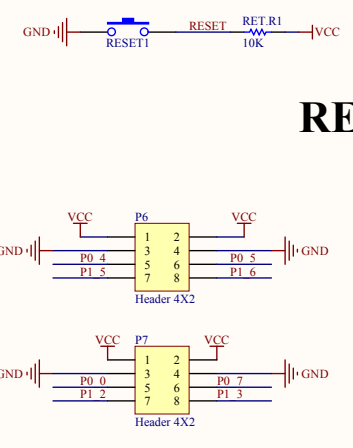 GND RESET1 RESET RET.R1 10K VCC
RE
VCC P6 VCC
1 2
GND 3 4 GND
P0_4 5 6 P0_5
P1_5 7 8 P1_6
Header 4X2
VCC P7 VCC
1 2
GND 3 4 GND
P0_0 5 6 P0_7
P1_2 7 8 P1_3
Header 4X2